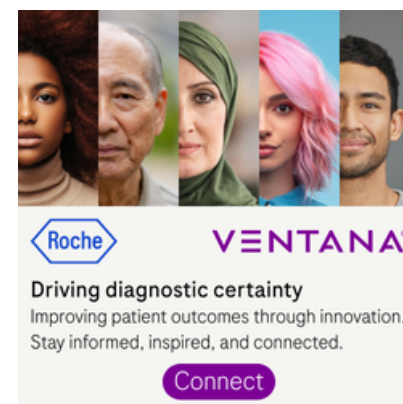 Roche
VENTANA
Driving diagnostic certainty
Improving patient outcomes through innovation.
Stay informed, inspired, and connected.
Connect